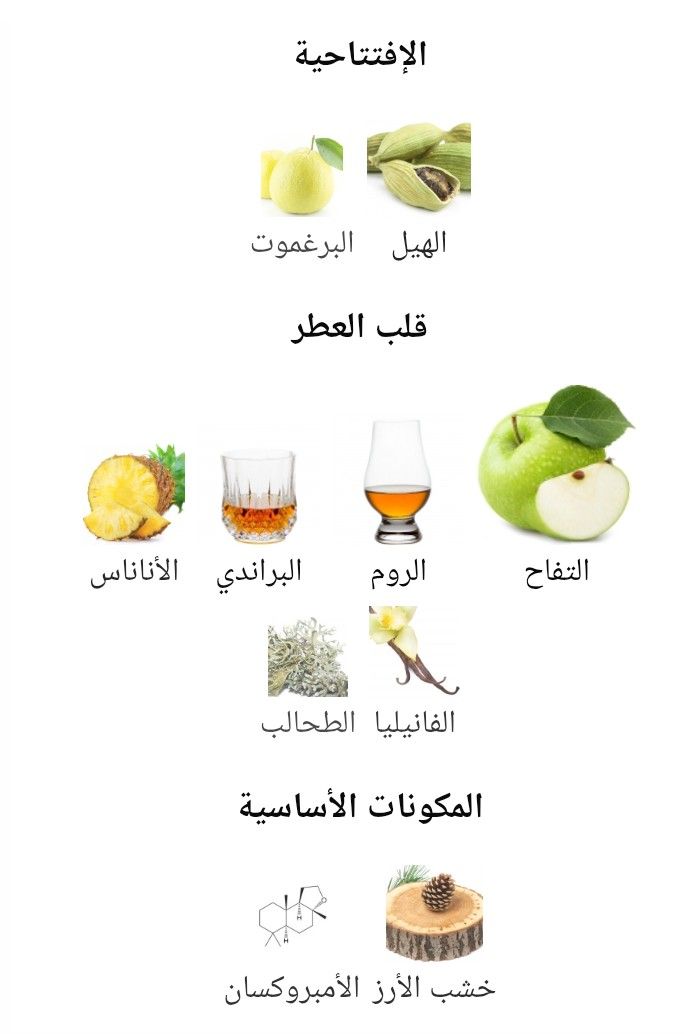 الإفتتاحية
الهيل البرغموت
قلب العطر
التفاح الروم البراندي الأناناس
الفانيليا الطحالب
المكونات الأساسية
خشب الأرز الأمبروكسان